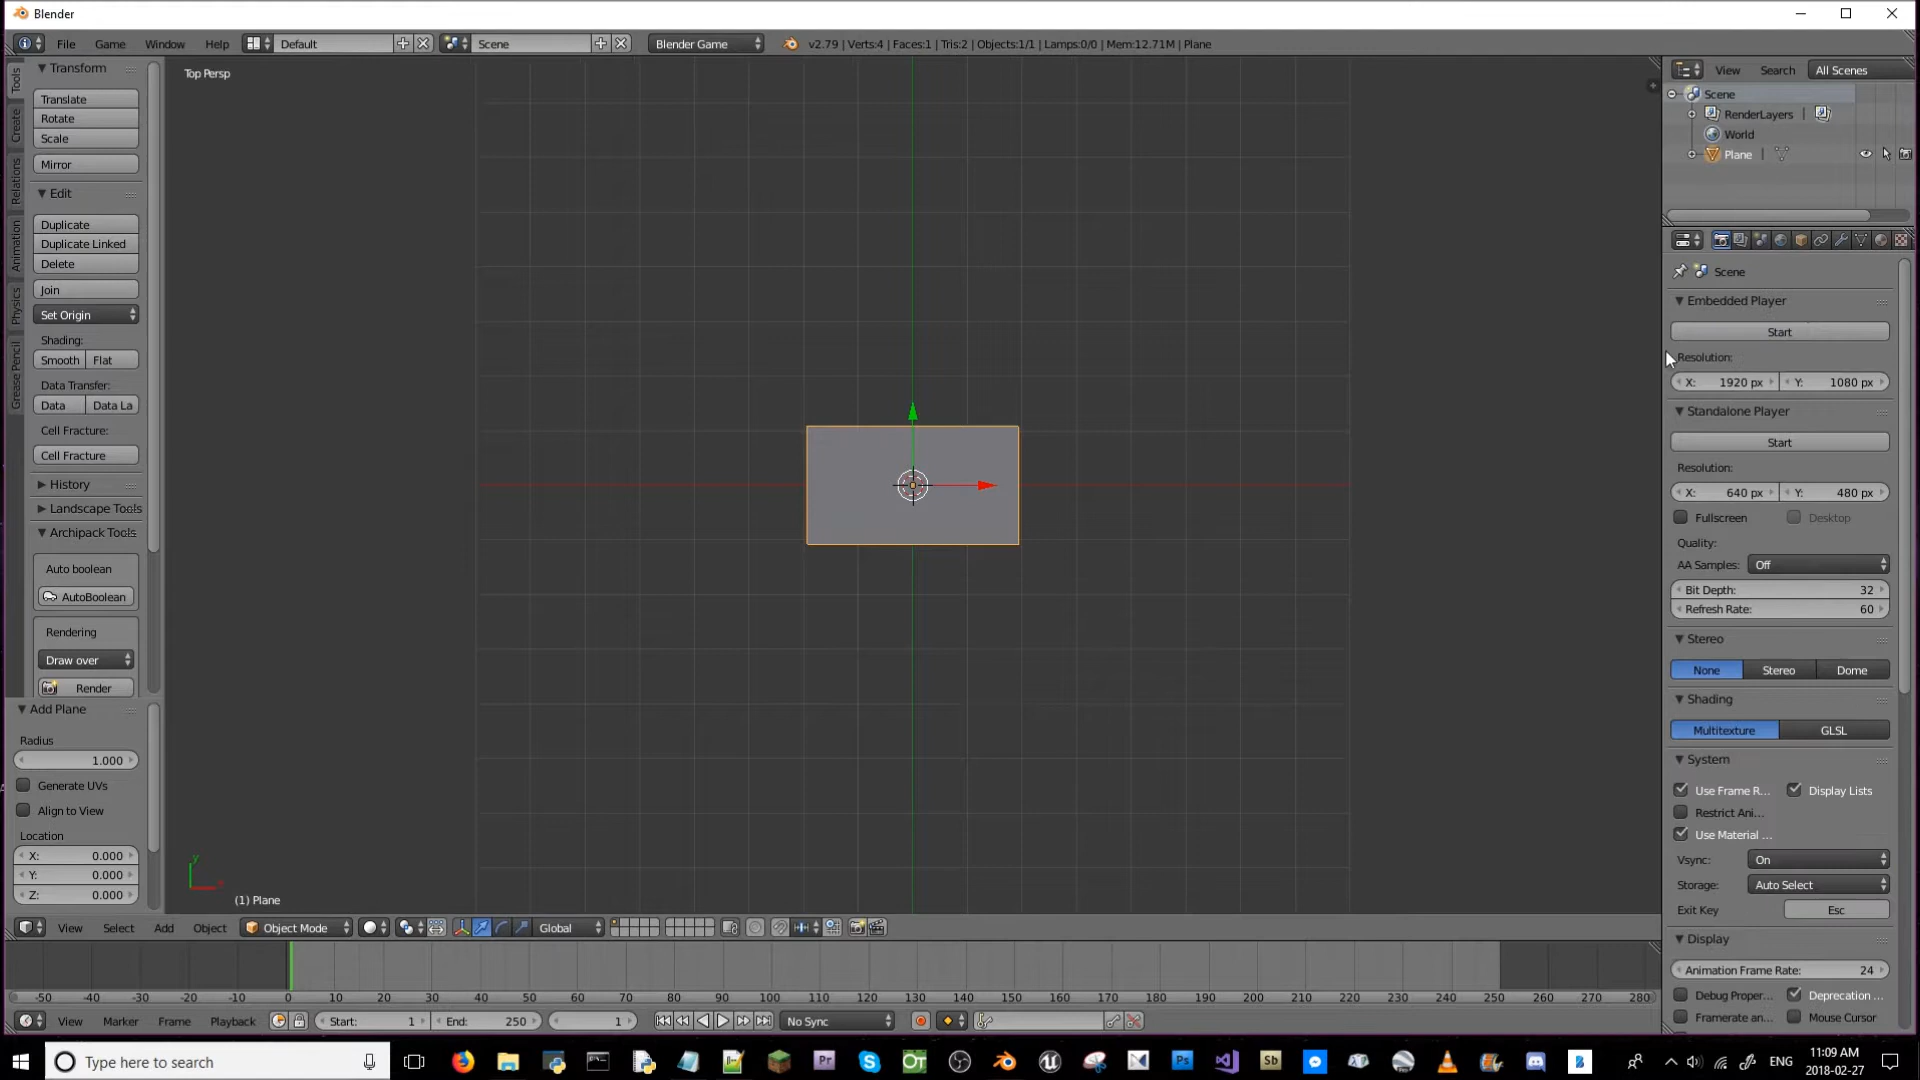 Blender
File Game Window Help Default Scene Blender Game v2.79 | Verts:4 | Faces:1 | Tris:2 | Objects:1/1 | Lamps:0/0 | Mem:12.71M | Plane
Tools
Create
Relations
Animation
Physics
Grease Pencil
Transform
Translate
Rotate
Scale
Mirror
Edit
Duplicate
Duplicate Linked
Delete
Join
Set Origin
Shading:
Smooth Flat
Data Transfer:
Data Data La
Cell Fracture:
Cell Fracture
History
Landscape Tools
Archipack Tools
Auto boolean
AutoBoolean
Rendering
Draw over
Render
Add Plane
Radius
1.000
Generate UVs
Align to View
Location
X: 0.000
Y: 0.000
Z: 0.000
Top Persp
y
(1) Plane
View Select Add Object Object Mode Global
-50 -40 -30 -20 -10 0 10 20 30 40 50 60 70 80 90 100 110 120 130 140 150 160 170 180 190 200 210 220 230 240 250 260 270 280
View Marker Frame Playback Start: 1 End: 250 1 No Sync
View Search All Scenes
Scene
RenderLayers |
World
Plane |
Scene
Embedded Player
Start
Resolution:
X: 1920 px Y: 1080 px
Standalone Player
Start
Resolution:
X: 640 px Y: 480 px
Fullscreen Desktop
Quality:
AA Samples: Off
Bit Depth: 32
Refresh Rate: 60
Stereo
None Stereo Dome
Shading
Multitexture GLSL
System
Use Frame R... Display Lists
Restrict Ani...
Use Material ...
Vsync: On
Storage: Auto Select
Exit Key Esc
Display
Animation Frame Rate: 24
Debug Proper... Deprecation ...
Framerate an... Mouse Cursor
Type here to search
Pr
S
OT
Ps
Sb
B
ENG
11:09 AM
2018-02-27